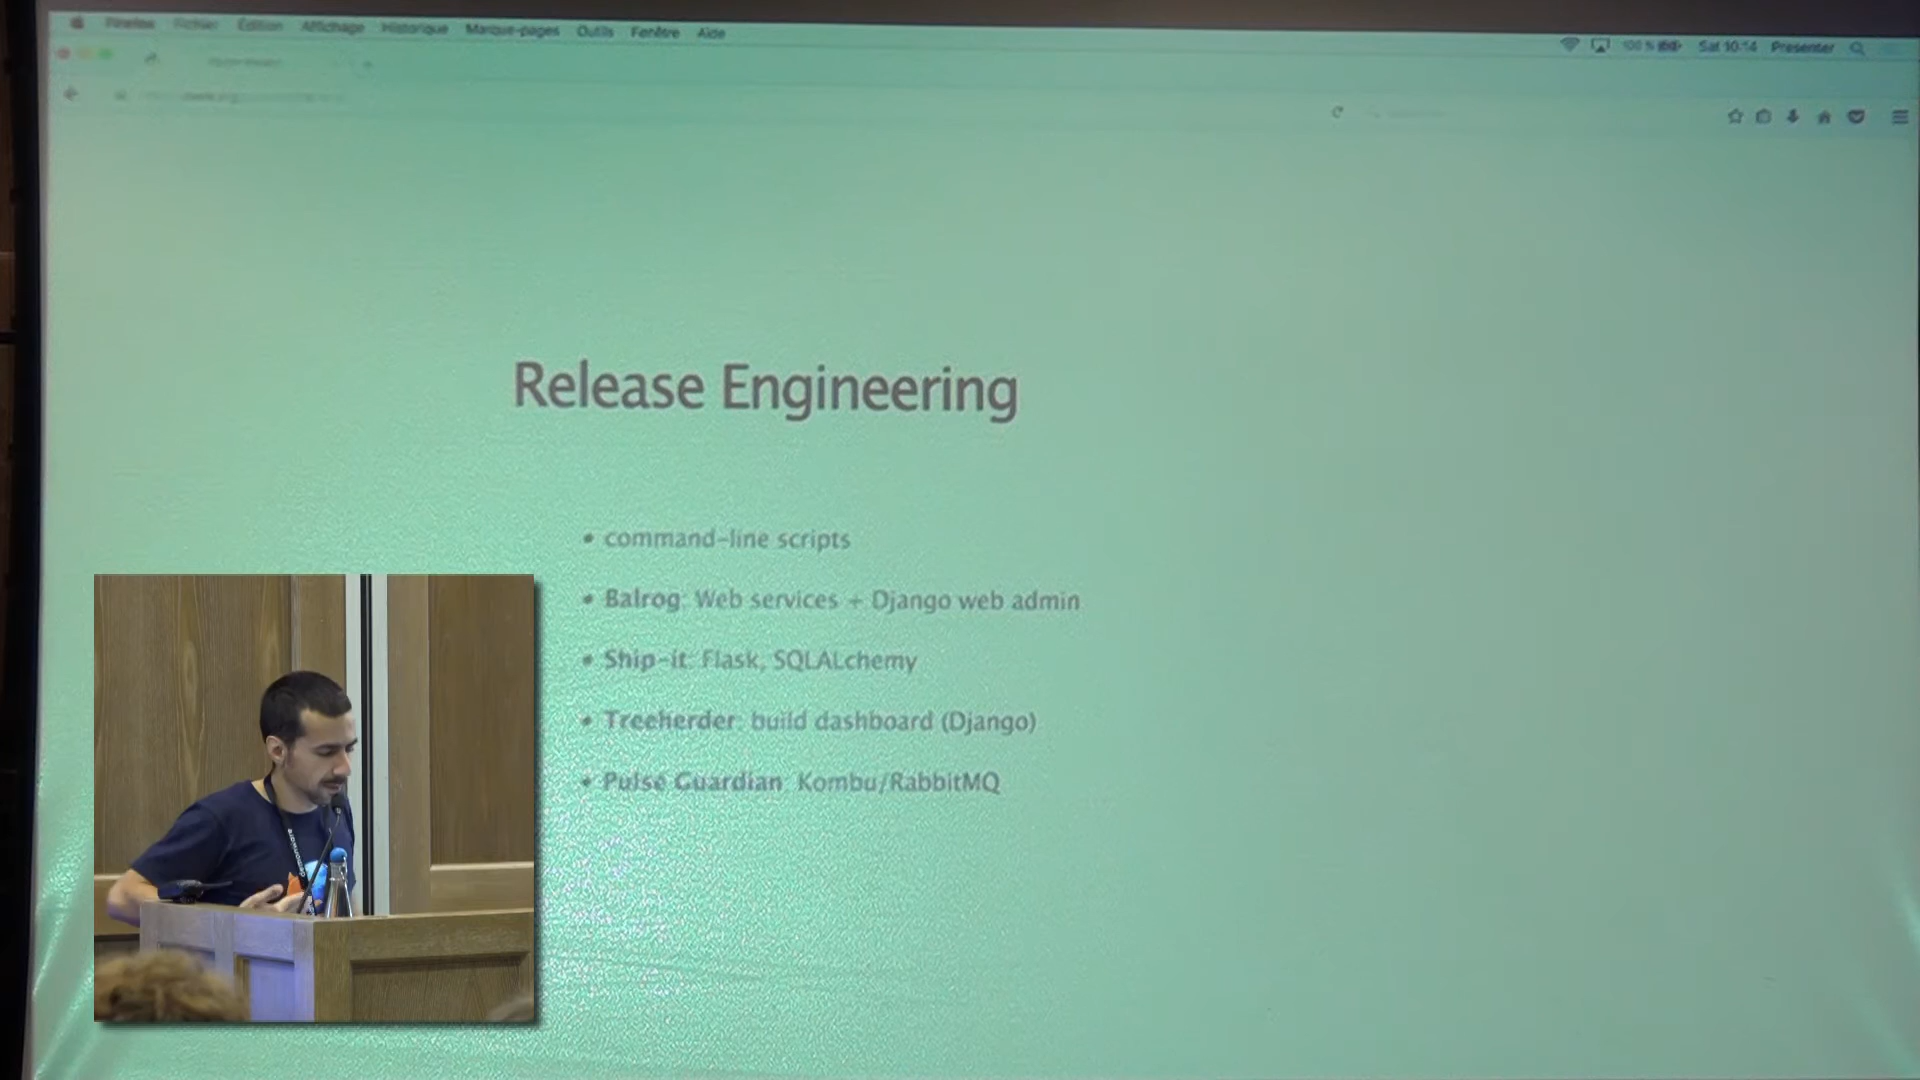 Firefox Fichier Édition Affichage Historique Marque-pages Outils Fenêtre Aide
100 % Sat 10:14 Presenter
Release Engineering
• command-line scripts
• Balrog: Web services + Django web admin
• Ship-it: Flask, SQLALchemy
• Treeherder: build dashboard (Django)
• Pulse Guardian: Kombu/RabbitMQ